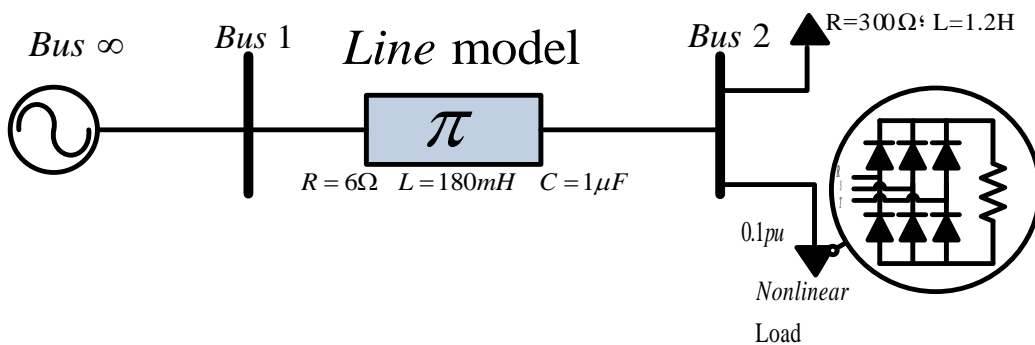 Bus ∞
Bus 1
Line model
Bus 2
R=300Ω؛ L=1.2H
π
R = 6Ω L = 180mH C = 1μF
0.1pu
Nonlinear
Load